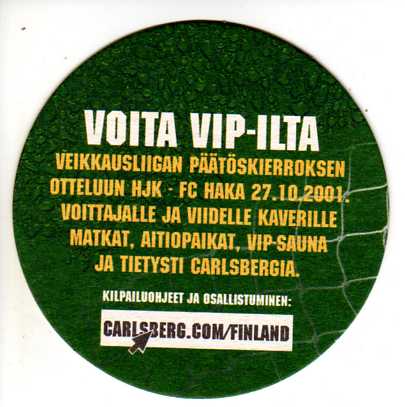 VOITA VIP-ILTA
VEIKKAUSLIIGAN PÄÄTÖSKIERROKSEN
OTTELUUN HJK - FC HAKA 27.10.2001.
VOITTAJALLE JA VIIDELLE KAVERILLE
MATKAT, AITIOPAIKAT, VIP-SAUNA
JA TIETYSTI CARLSBERGIA.
KILPAILUOHJEET JA OSALLISTUMINEN:
CARLSBERG.COM/FINLAND